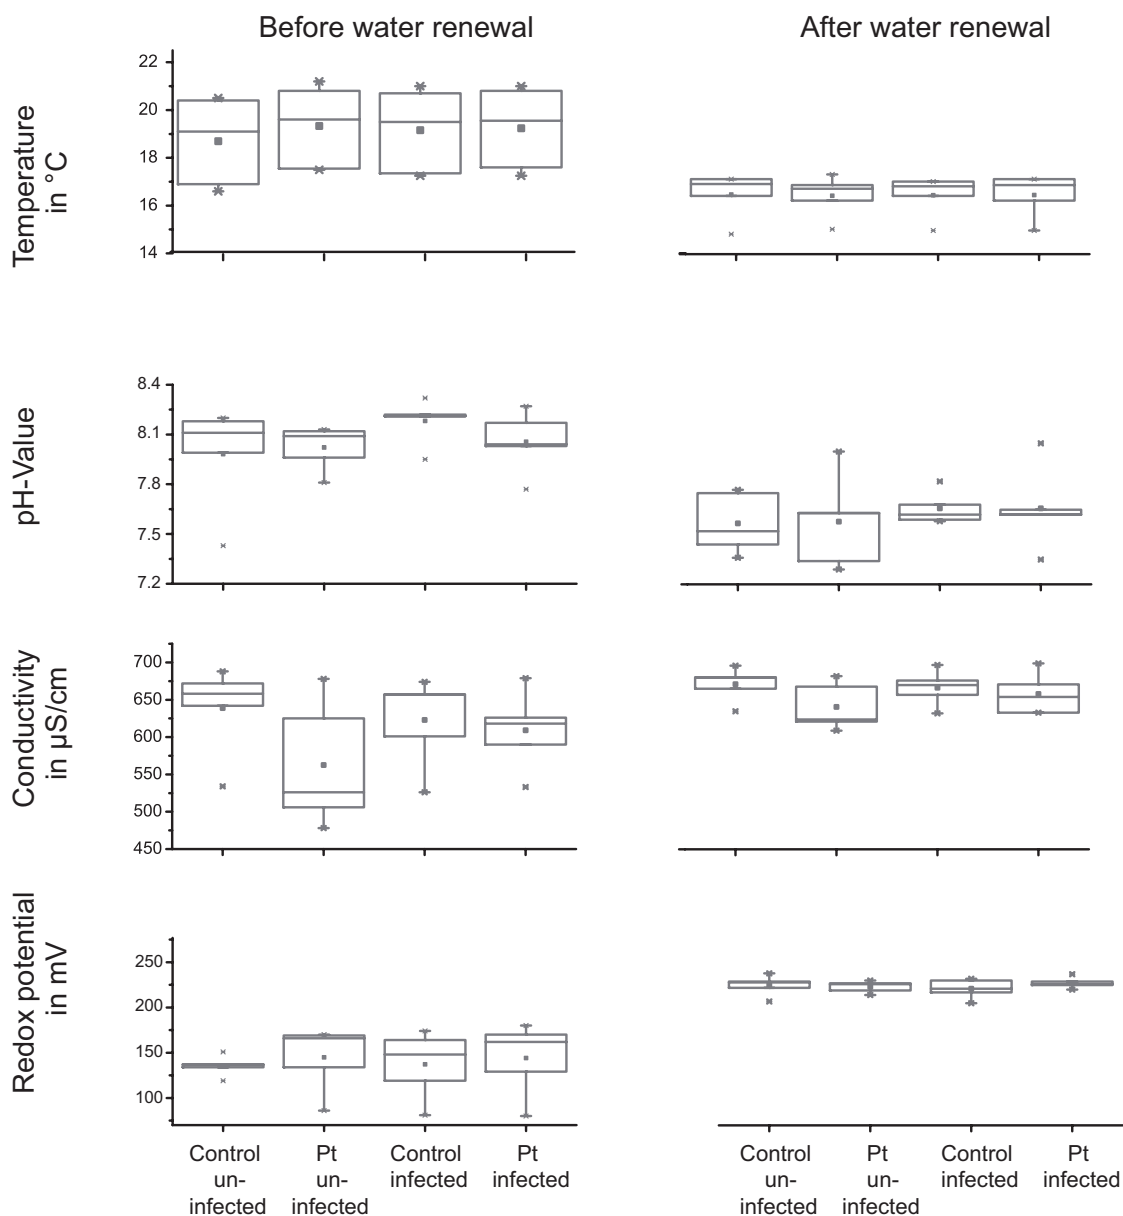 Before water renewal
After water renewal
Temperature
in °C
22
20
18
16
14
pH-Value
8.4
8.1
7.8
7.5
7.2
Conductivity
in µS/cm
700
650
600
550
500
450
Redox potential
in mV
250
200
150
100
Control
un-
infected
Pt
un-
infected
Control
infected
Pt
infected
Control
un-
infected
Pt
un-
infected
Control
infected
Pt
infected